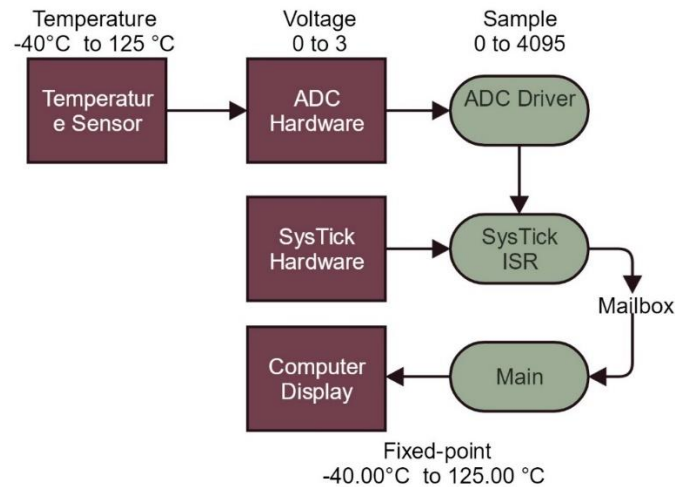 Temperature
-40°C to 125 °C
Voltage
0 to 3
Sample
0 to 4095
Temperatur
e Sensor
ADC
Hardware
ADC Driver
SysTick
Hardware
SysTick
ISR
Mailbox
Computer
Display
Main
Fixed-point
-40.00°C to 125.00 °C